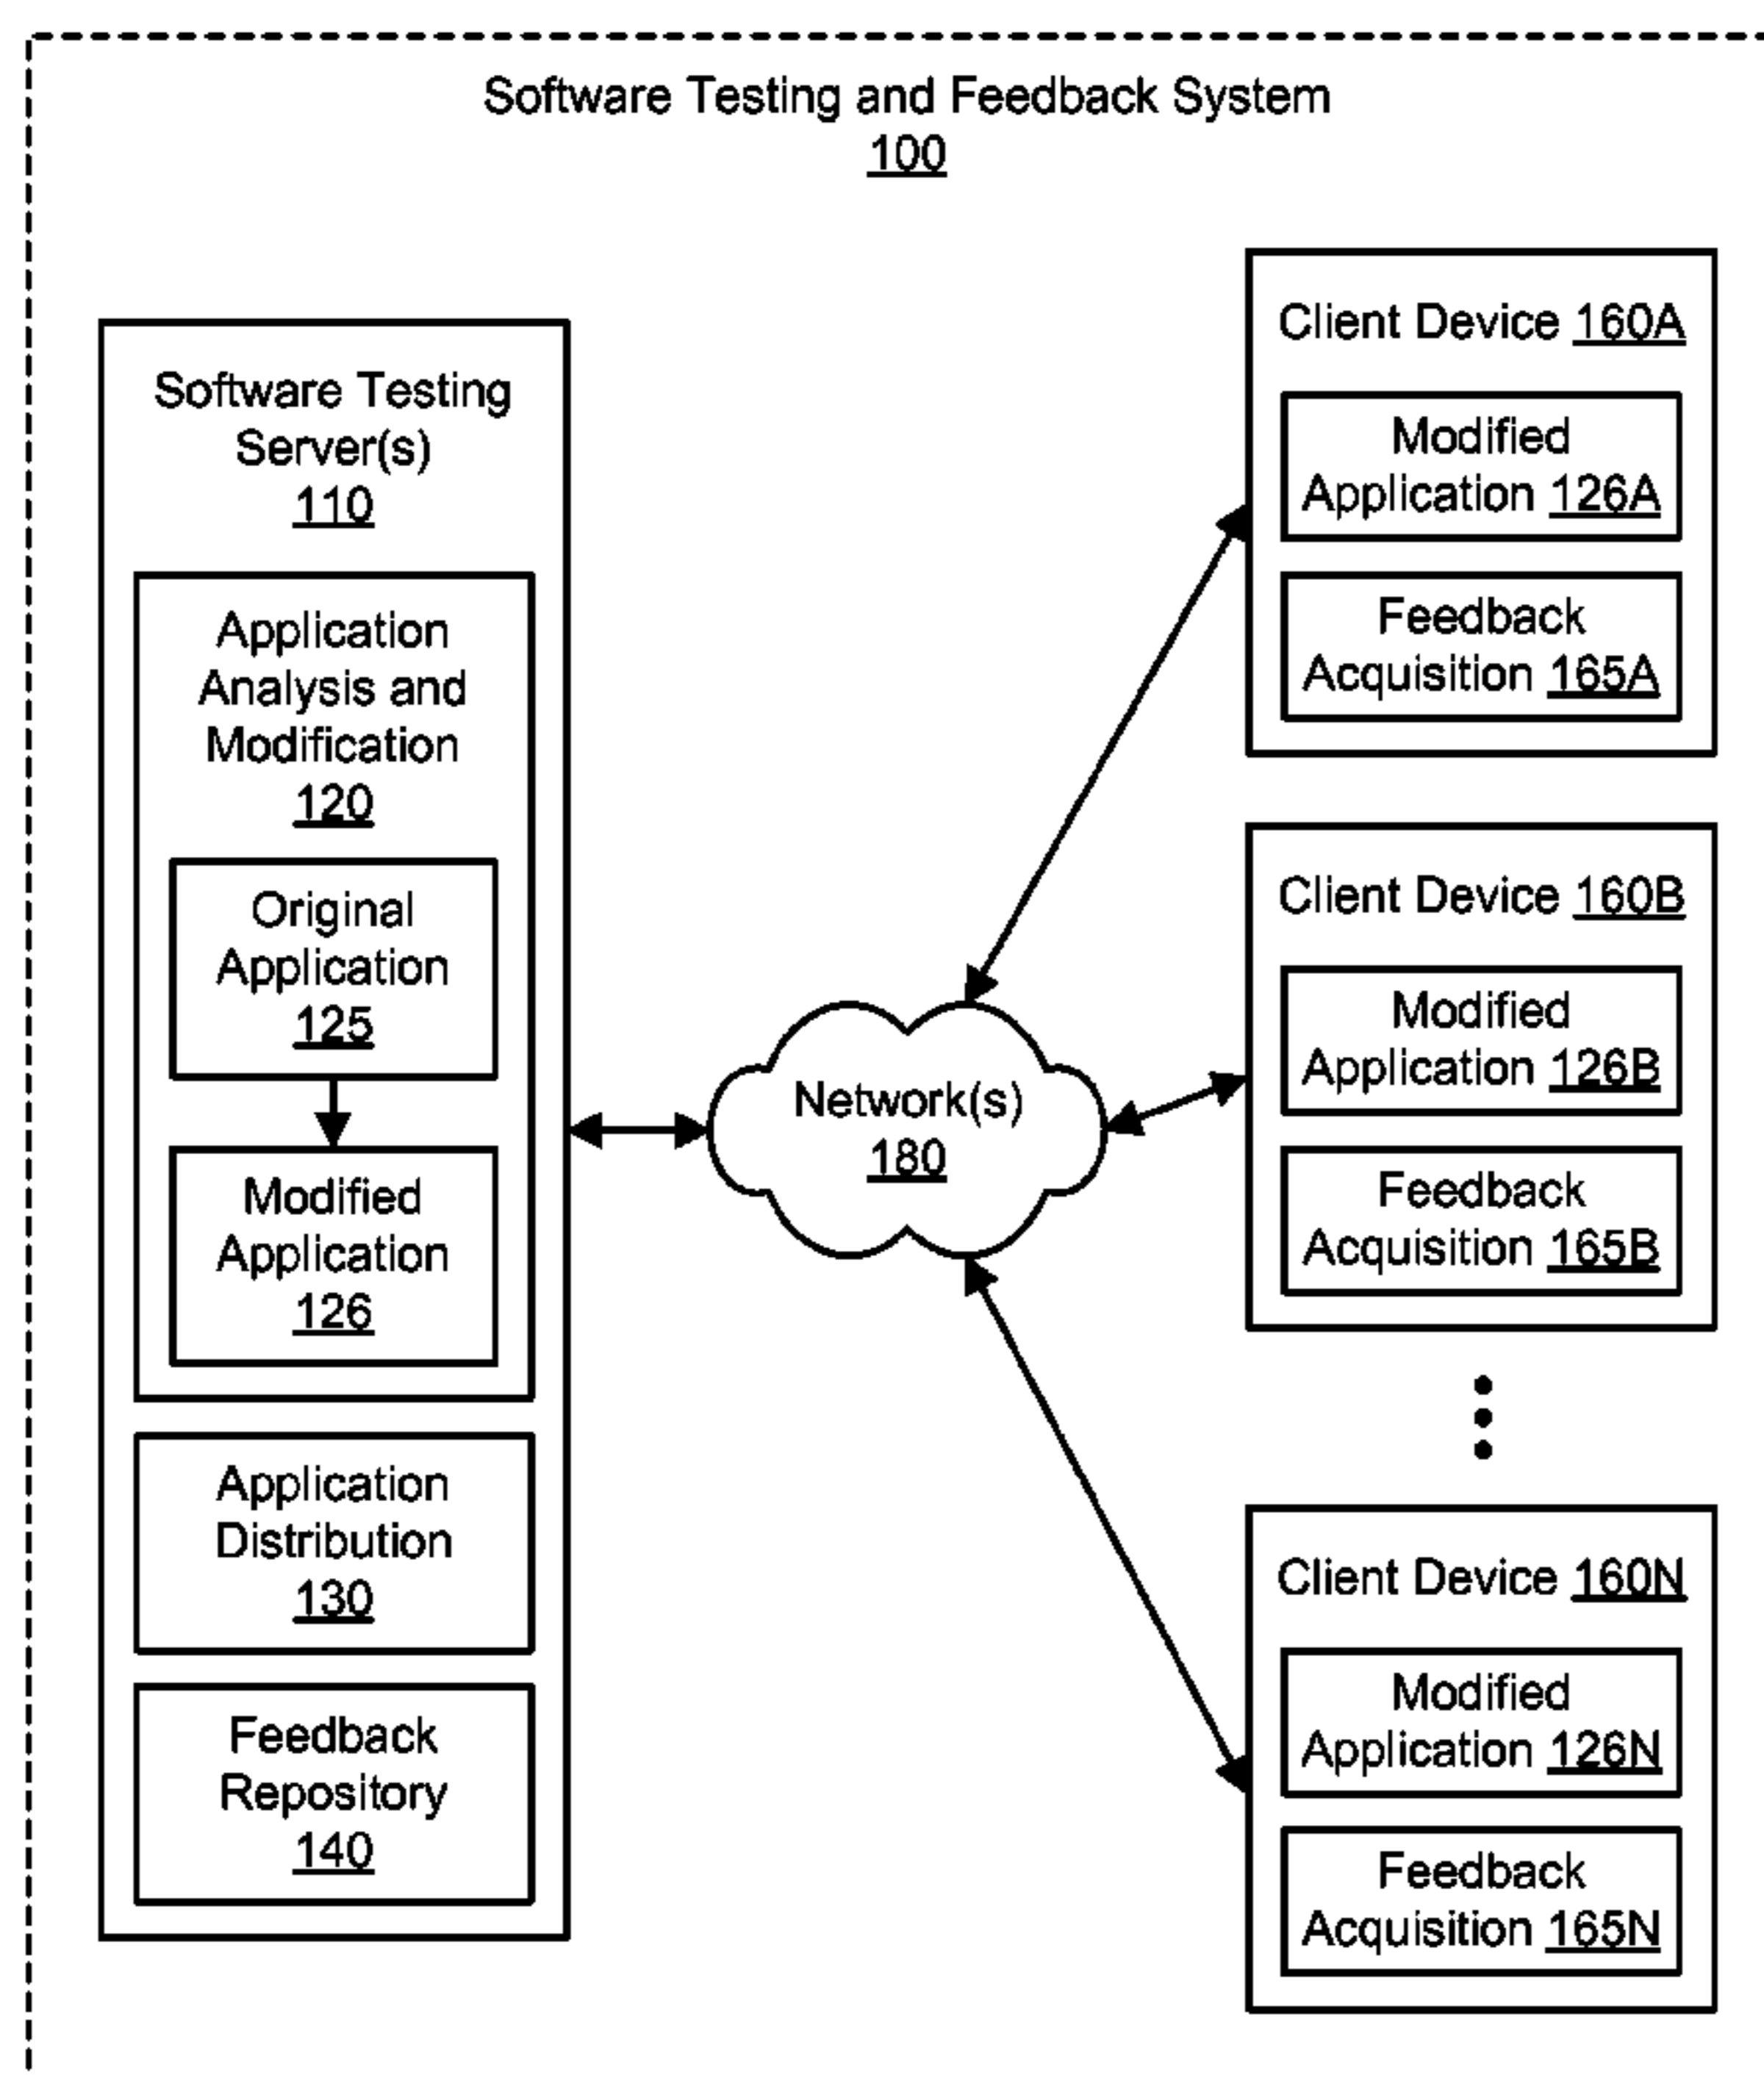 Software Testing and Feedback System
100
Software Testing
Server(s)
110
Application
Analysis and
Modification
120
Original
Application
125
Modified
Application
126
Application
Distribution
130
Feedback
Repository
140
Network(s)
180
Client Device 160A
Modified
Application 126A
Feedback
Acquisition 165A
Client Device 160B
Modified
Application 126B
Feedback
Acquisition 165B
Client Device 160N
Modified
Application 126N
Feedback
Acquisition 165N